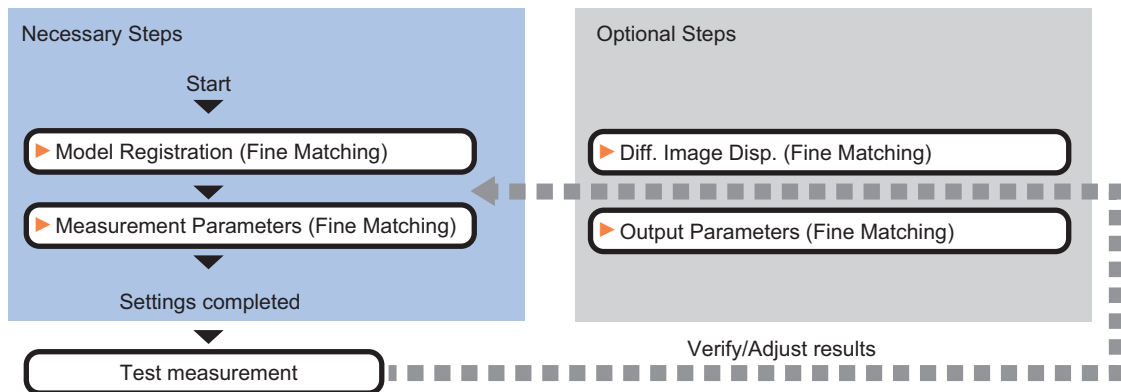 Necessary Steps
Start
Model Registration (Fine Matching)
Measurement Parameters (Fine Matching)
Settings completed
Test measurement
Optional Steps
Diff. Image Disp. (Fine Matching)
Output Parameters (Fine Matching)
Verify/Adjust results